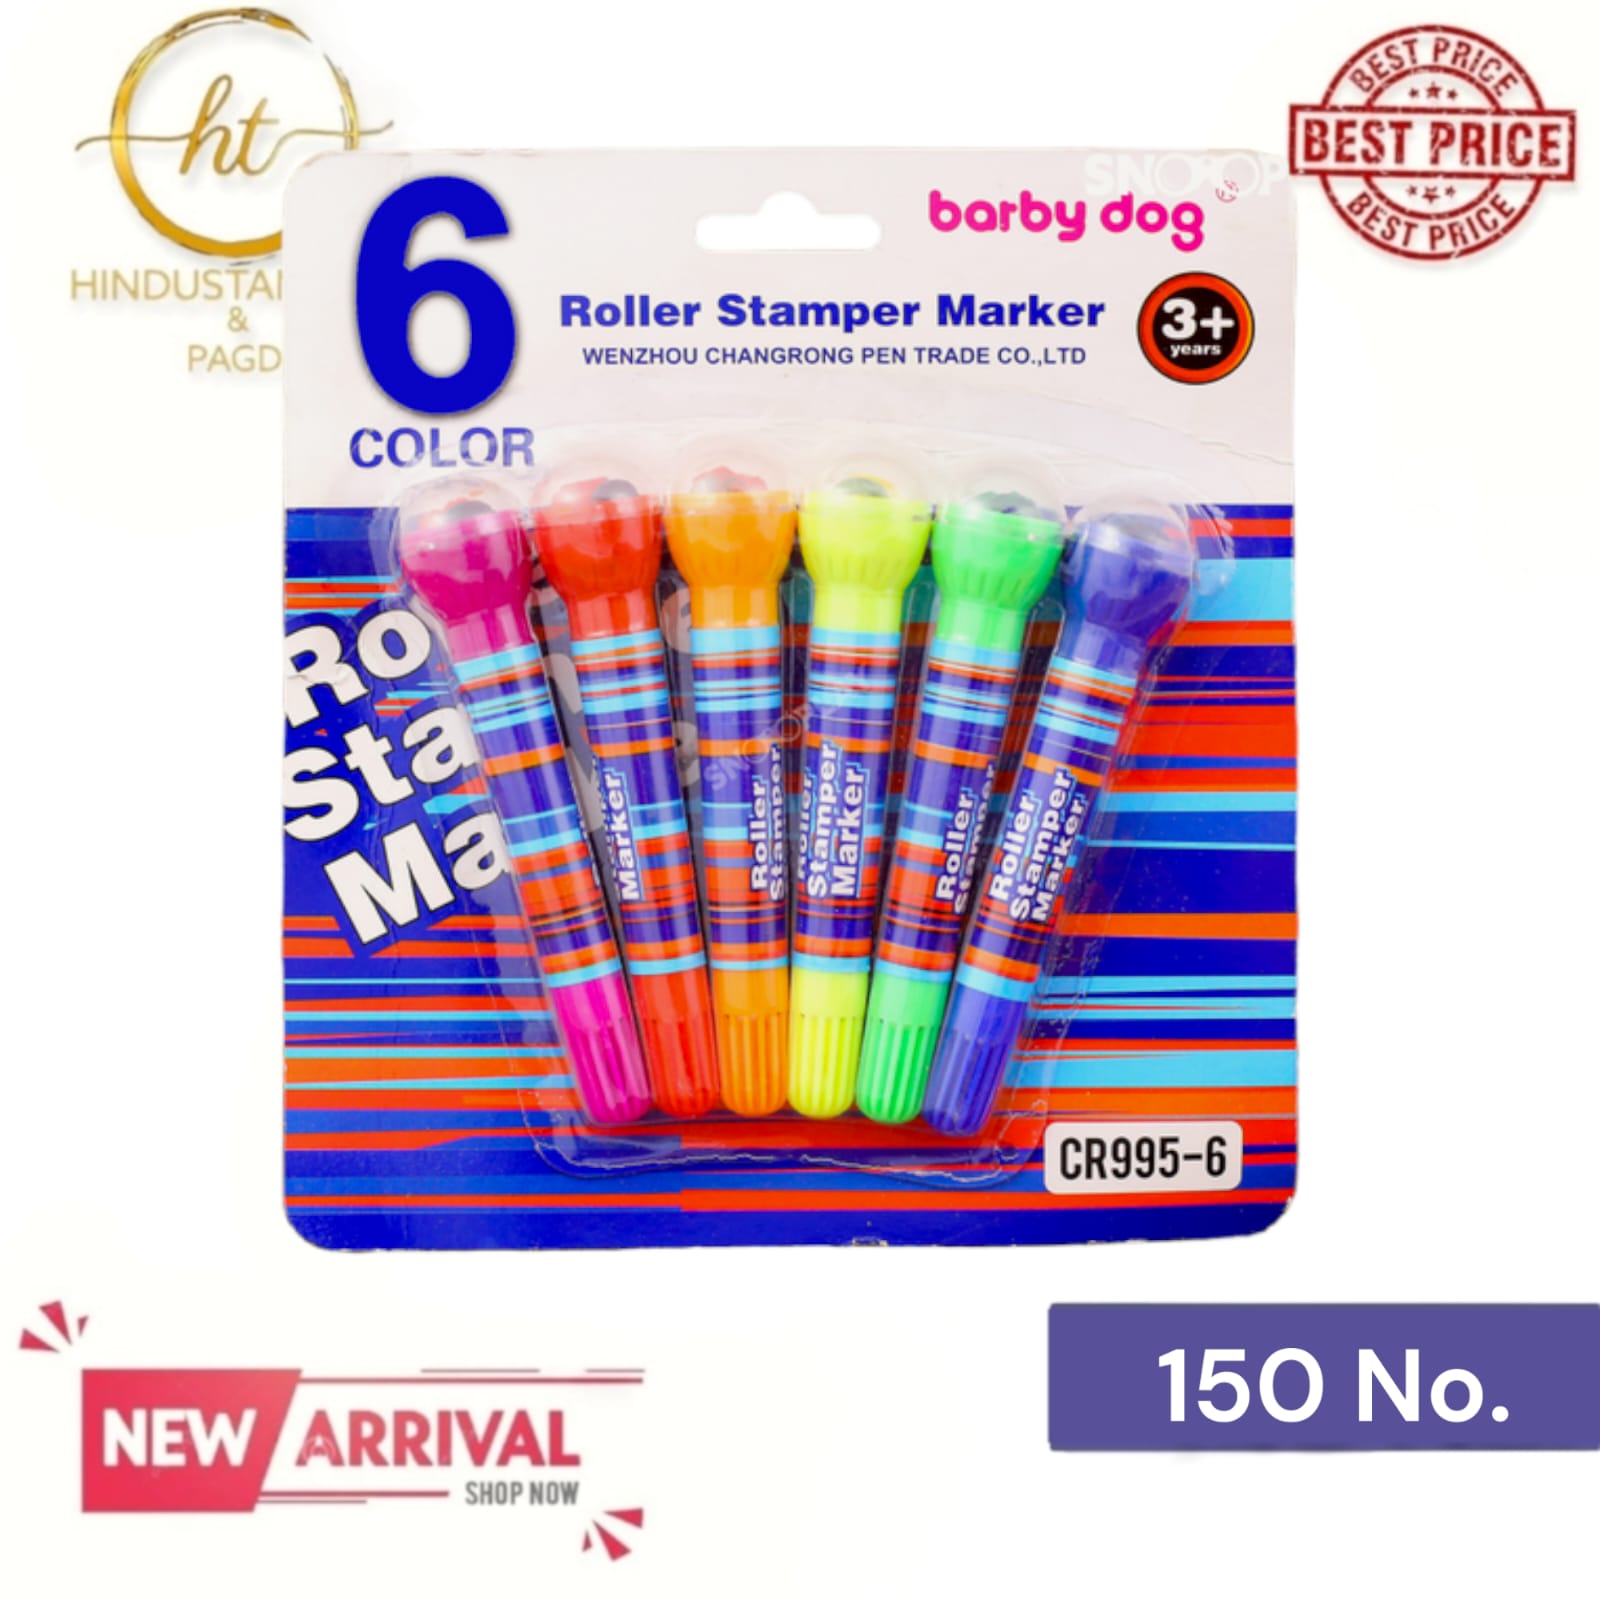 ht
HINDUSTA
&
PAGD
BEST PRICE
BEST PRICE
BEST PRICE
SNOOOP
6
COLOR
barby dog
Roller Stamper Marker
WENZHOU CHANGRONG PEN TRADE CO.,LTD
3+
years
Ro
Sta
Ma
Marker
Roller
Stamper
Roller
Stamper
Marker
Roller
Stamper
Roller
Stamper
Marker
CR995-6
NEW ARRIVAL
SHOP NOW
150 No.